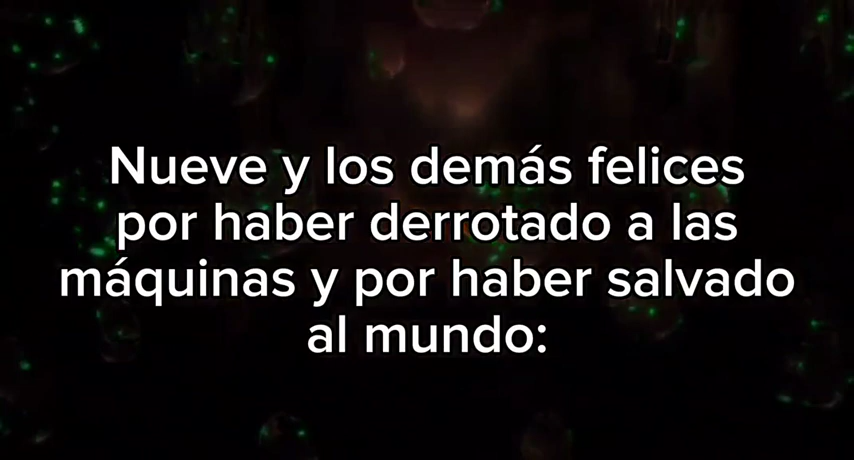 Nueve y los demás felices
por haber derrotado a las
máquinas y por haber salvado
al mundo: